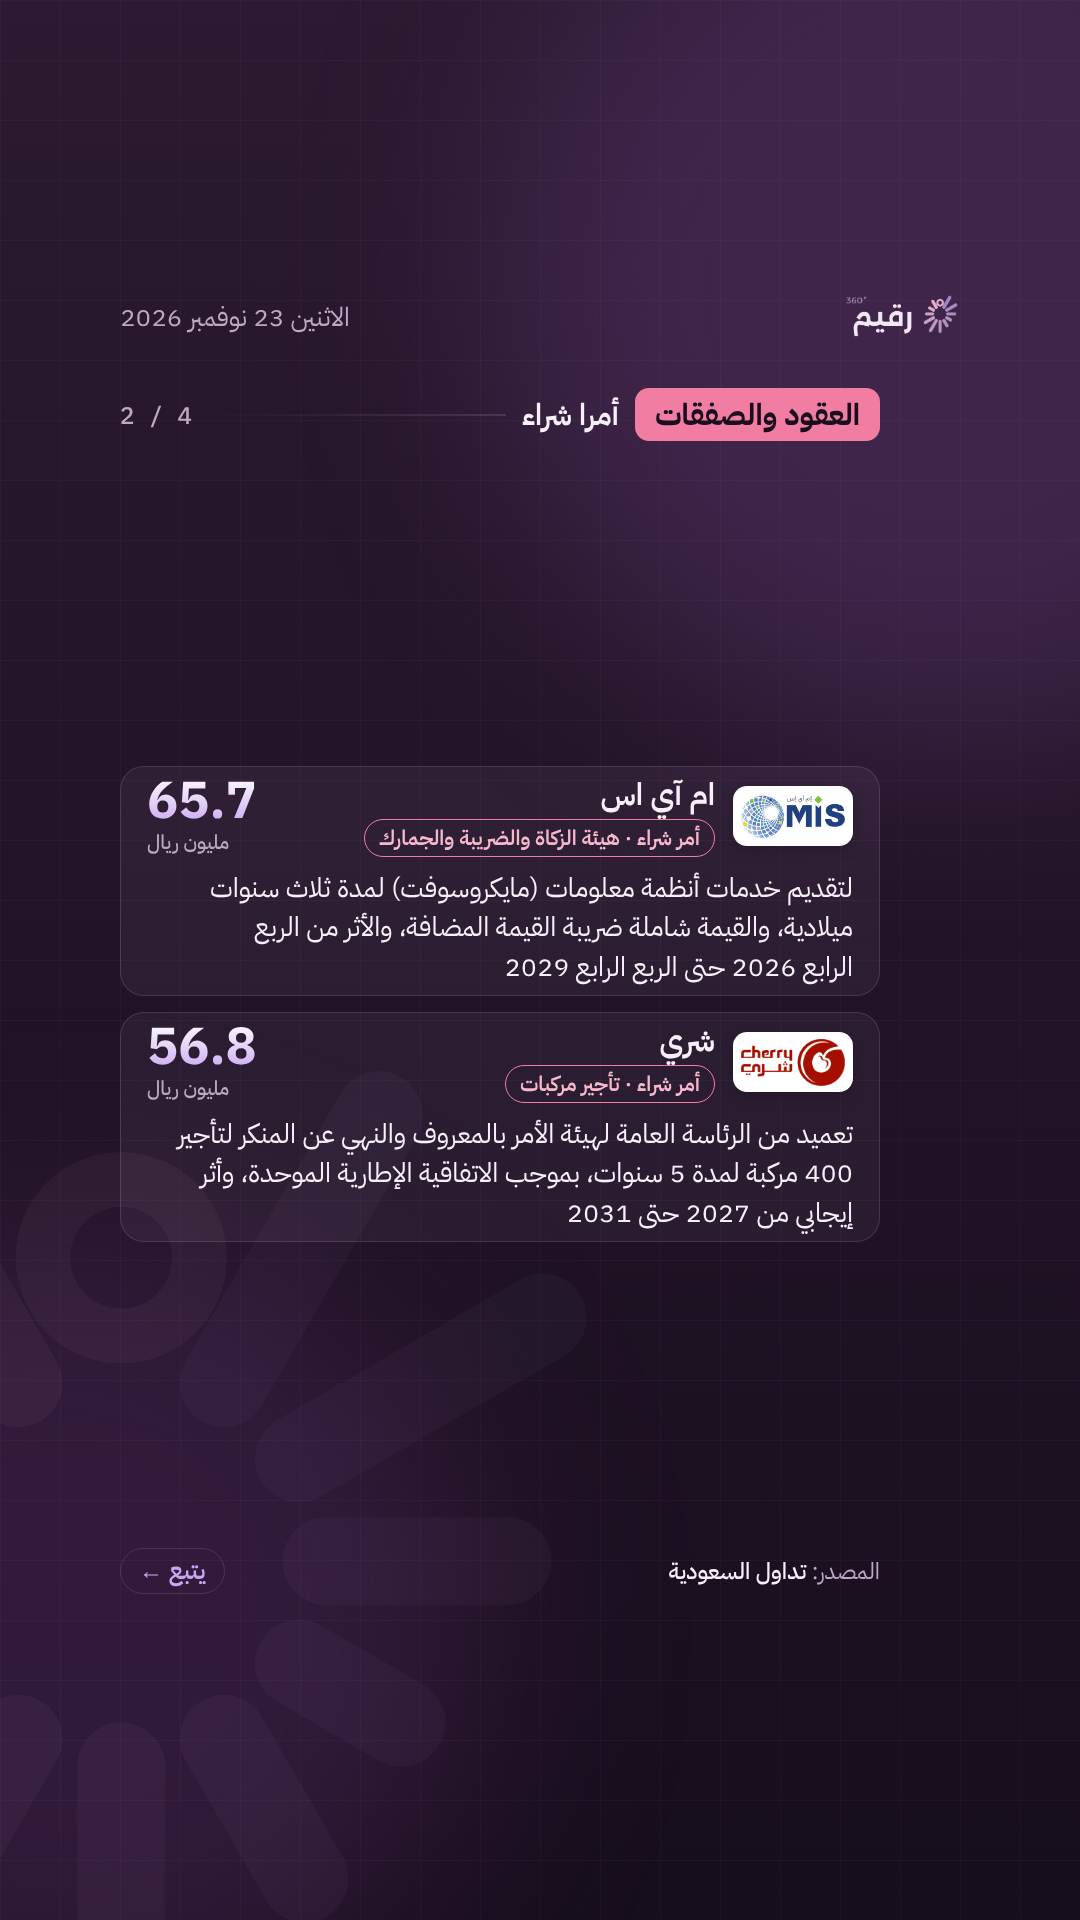 رقيم 360°
الاثنين 23 نوفمبر 2026
العقود والصفقات أمرا شراء 2 / 4
إم آي إس
MIS
ام آي اس
65.7
أمر شراء · هيئة الزكاة والضريبة والجمارك
مليون ريال
لتقديم خدمات أنظمة معلومات (مايكروسوفت) لمدة ثلاث سنوات
ميلادية، والقيمة شاملة ضريبة القيمة المضافة، والأثر من الربع
الرابع 2026 حتى الربع الرابع 2029
cherry
شري
شري
56.8
أمر شراء · تأجير مركبات
مليون ريال
تعميد من الرئاسة العامة لهيئة الأمر بالمعروف والنهي عن المنكر لتأجير
400 مركبة لمدة 5 سنوات، بموجب الاتفاقية الإطارية الموحدة، وأثر
إيجابي من 2027 حتى 2031
المصدر: تداول السعودية
يتبع ←